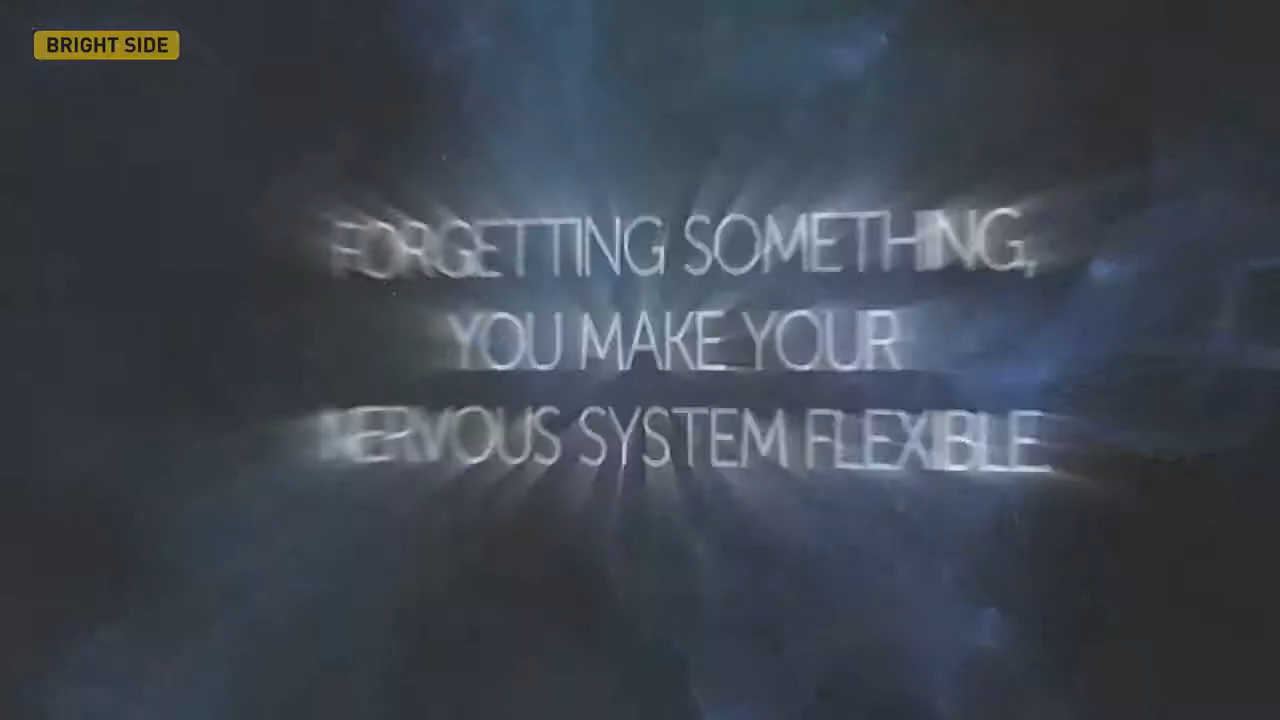 BRIGHT SIDE
FORGETTING SOMETHING,
YOU MAKE YOUR
NERVOUS SYSTEM FLEXIBLE